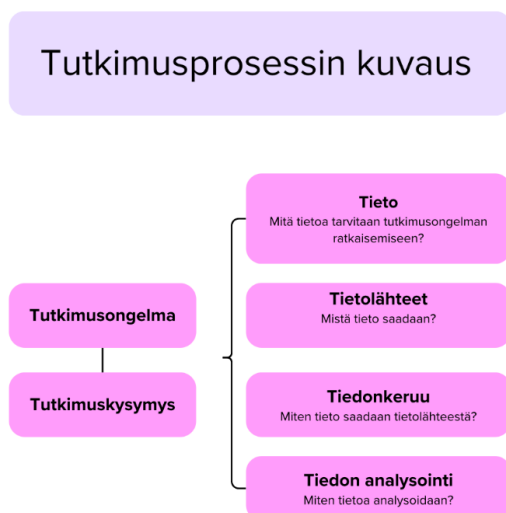 Tutkimusprosessin kuvaus
Tieto
Mitä tietoa tarvitaan tutkimusongelman
ratkaisemiseen?
Tietolähteet
Mistä tieto saadaan?
Tutkimusongelma
Tutkimuskysymys
Tiedonkeruu
Miten tieto saadaan tietolähteestä?
Tiedon analysointi
Miten tietoa analysoidaan?